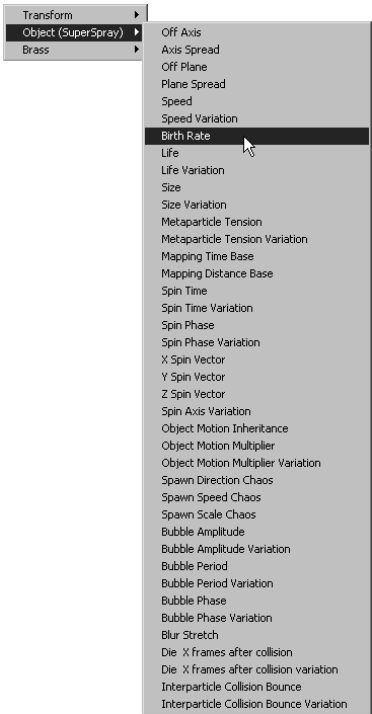 Transform
Object (SuperSpray)
Brass
Off Axis
Axis Spread
Off Plane
Plane Spread
Speed
Speed Variation
Birth Rate
Life
Life Variation
Size
Size Variation
Metaparticle Tension
Metaparticle Tension Variation
Mapping Time Base
Mapping Distance Base
Spin Time
Spin Time Variation
Spin Phase
Spin Phase Variation
X Spin Vector
Y Spin Vector
Z Spin Vector
Spin Axis Variation
Object Motion Inheritance
Object Motion Multiplier
Object Motion Multiplier Variation
Spawn Direction Chaos
Spawn Speed Chaos
Spawn Scale Chaos
Bubble Amplitude
Bubble Amplitude Variation
Bubble Period
Bubble Period Variation
Bubble Phase
Bubble Phase Variation
Blur Stretch
Die X frames after collision
Die X frames after collision variation
Interparticle Collision Bounce
Interparticle Collision Bounce Variation